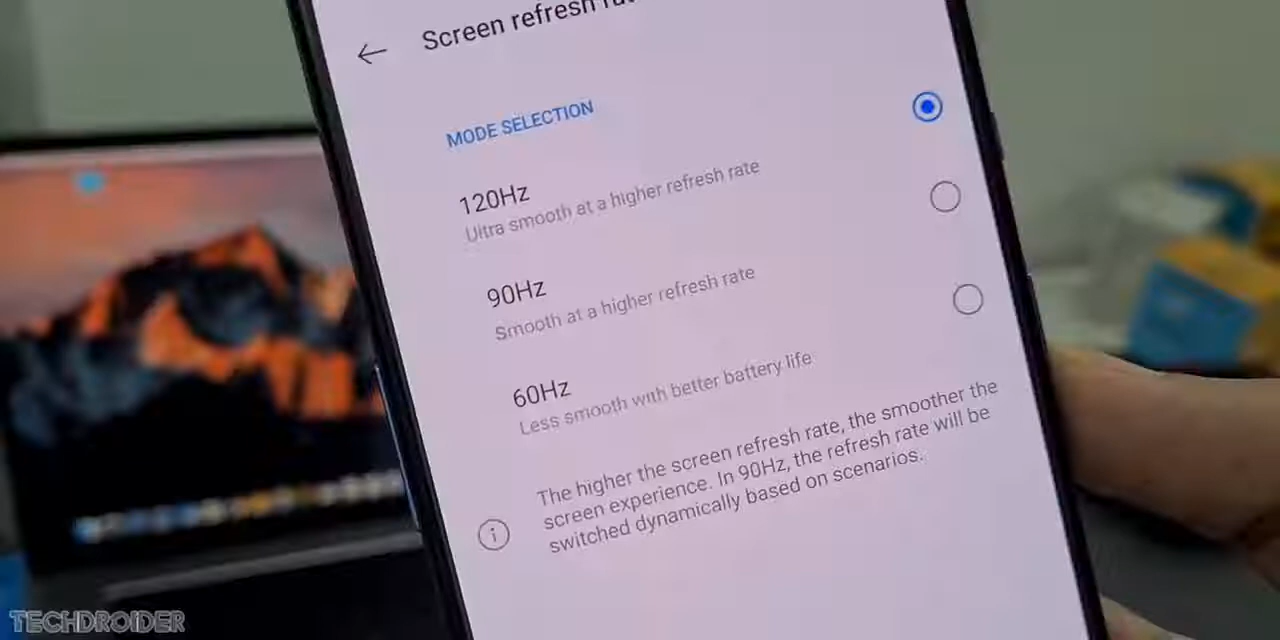 Screen refresh
MODE SELECTION
120Hz
Ultra smooth at a higher refresh rate
90Hz
Smooth at a higher refresh rate
60Hz
Less smooth with better battery life
The higher the screen refresh rate, the smoother the
screen experience. In 90Hz, the refresh rate will be
switched dynamically based on scenarios.
TECHDROIDER